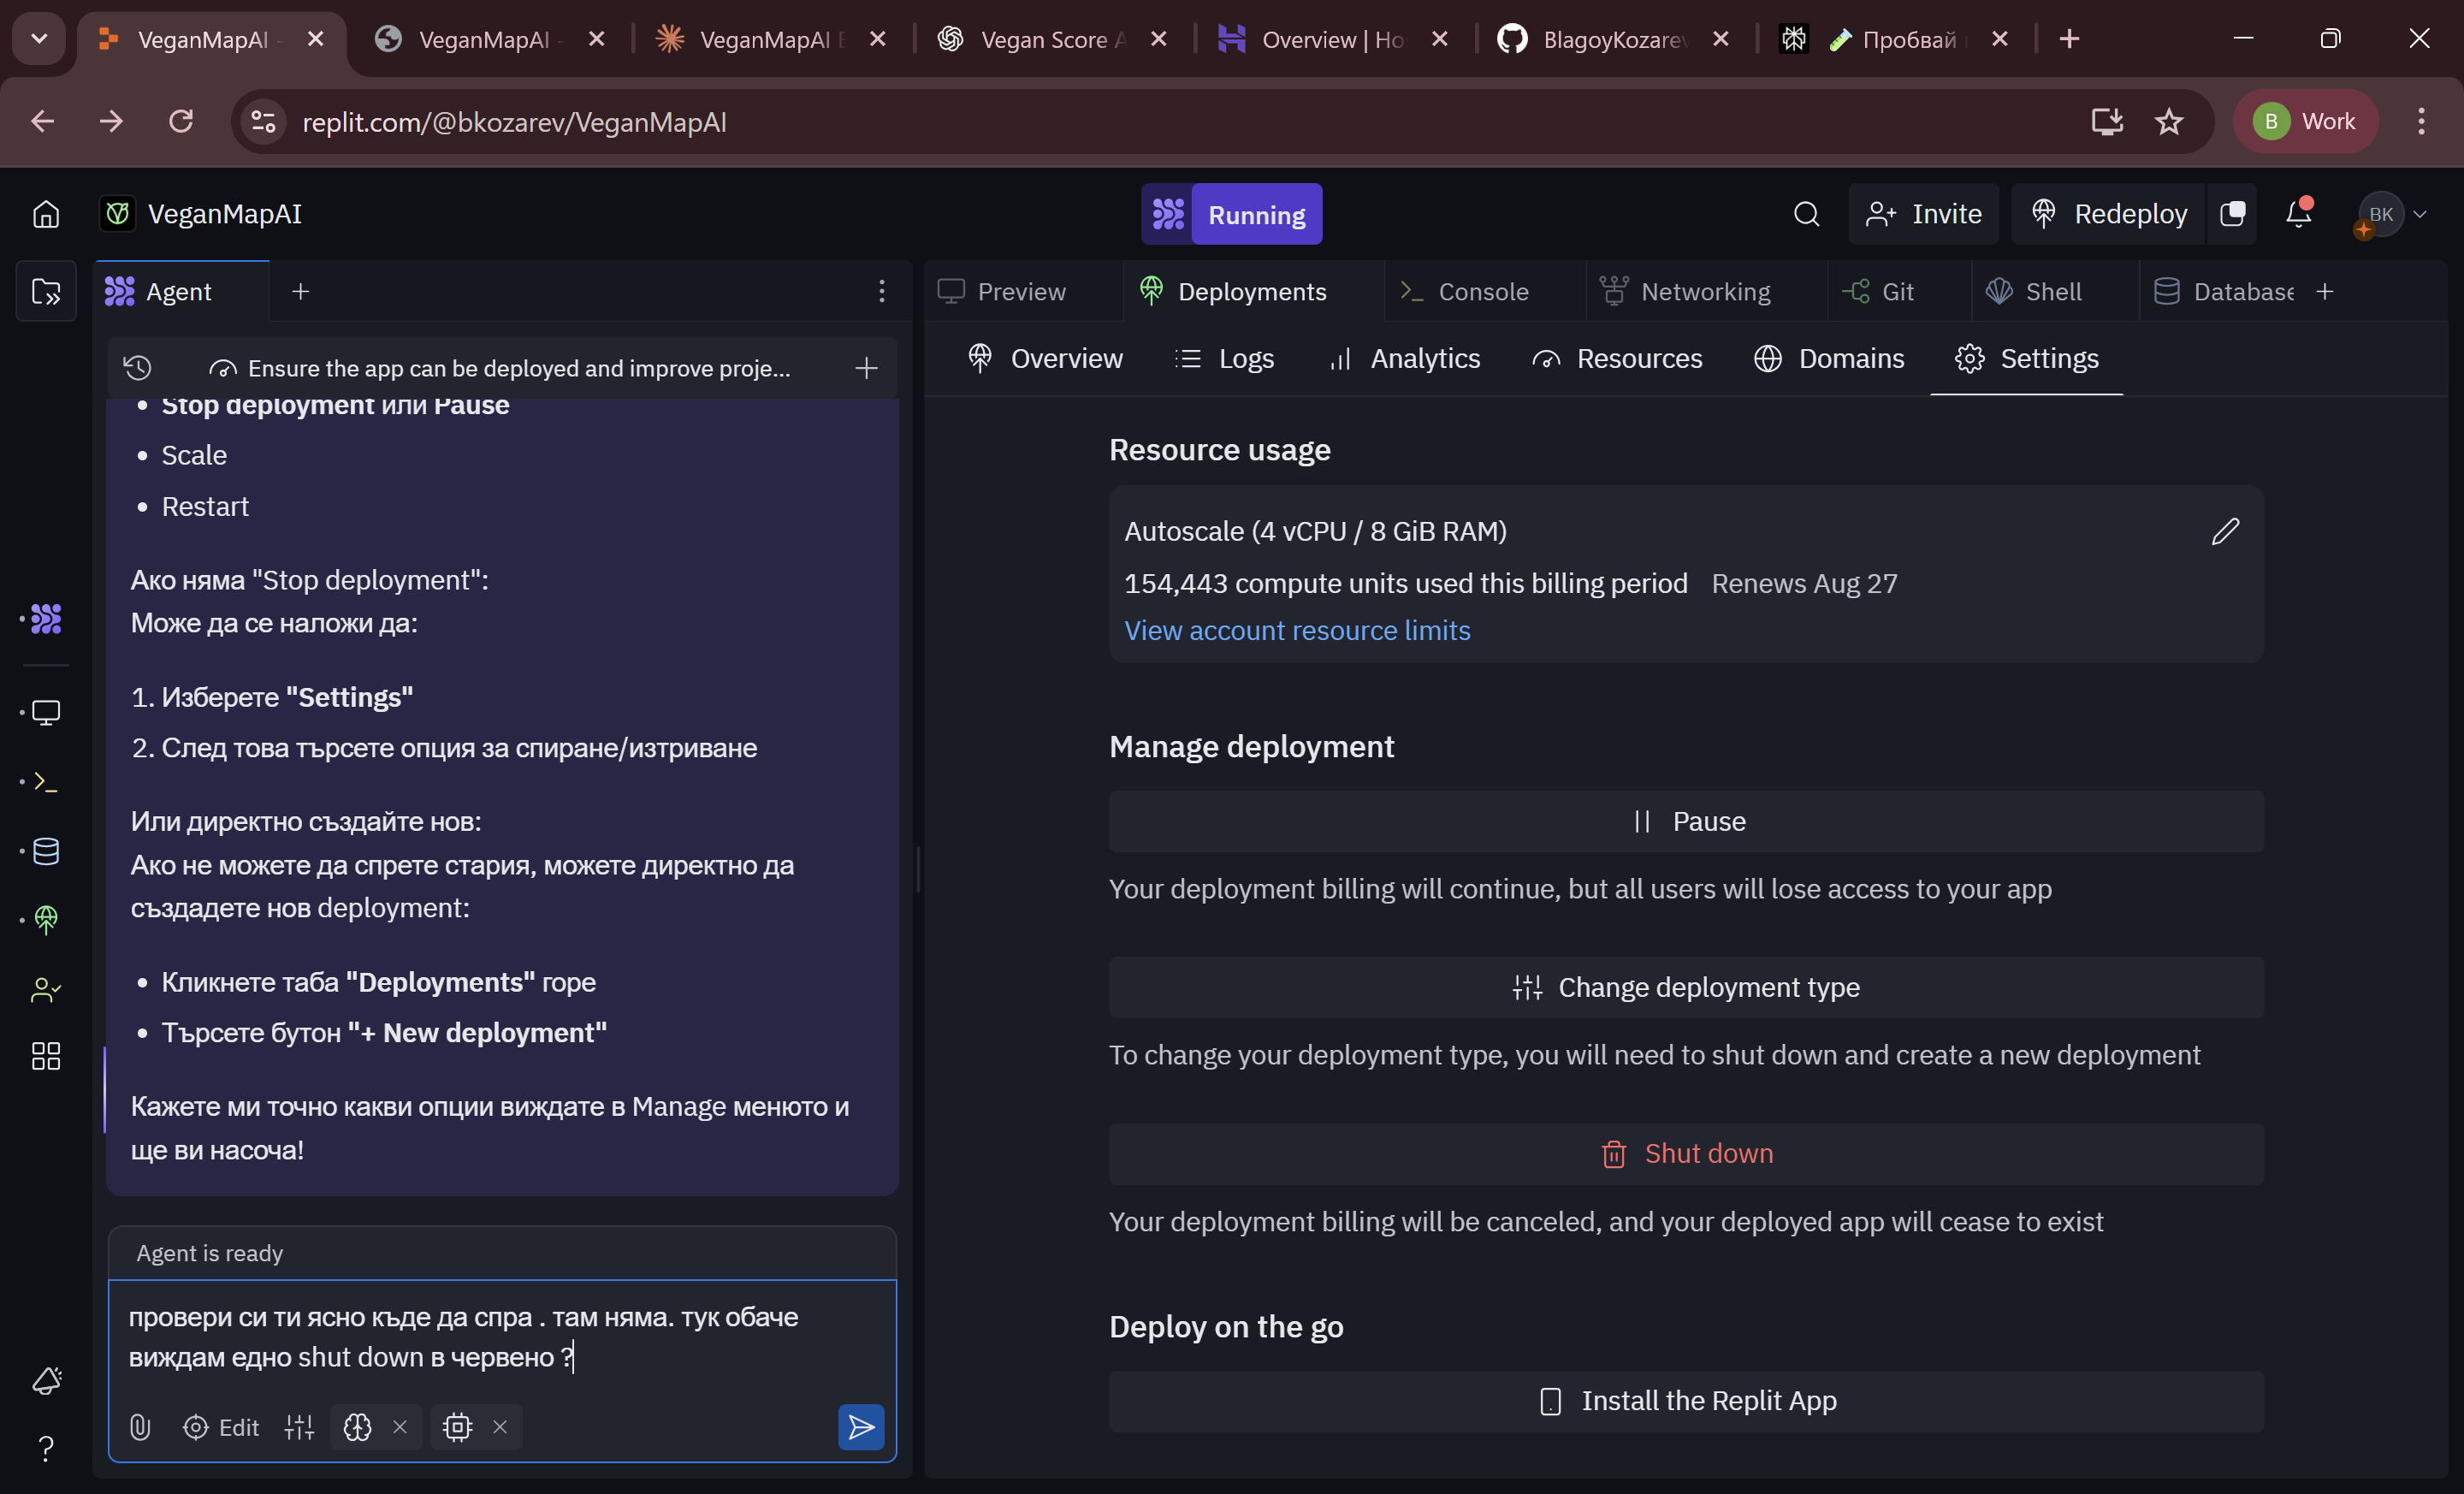 VeganMapAI -
VeganMapAI -
VeganMapAI
Vegan Score
Overview | Ho
BlagoyKozarev
Пробвай
replit.com/@bkozarev/VeganMapAI
B Work
VeganMapAI
Running
Invite
Redeploy
BK
Agent
Preview
Deployments
Console
Networking
Git
Shell
Database
Ensure the app can be deployed and improve proje...
Overview
Logs
Analytics
Resources
Domains
Settings
• Stop deployment или Pause
• Scale
• Restart
Ако няма "Stop deployment":
Може да се наложи да:
1. Изберете "Settings"
2. След това търсете опция за спиране/изтриване
Или директно създайте нов:
Ако не можете да спрете стария, можете директно да
създадете нов deployment:
• Кликнете таба "Deployments" горе
• Търсете бутон "+ New deployment"
Кажете ми точно какви опции виждате в Manage менюто и
ще ви насоча!
Agent is ready
провери си ти ясно къде да спра . там няма. тук обаче
виждам едно shut down в червено ?
Edit
Resource usage
Autoscale (4 vCPU / 8 GiB RAM)
154,443 compute units used this billing period Renews Aug 27
View account resource limits
Manage deployment
Pause
Your deployment billing will continue, but all users will lose access to your app
Change deployment type
To change your deployment type, you will need to shut down and create a new deployment
Shut down
Your deployment billing will be canceled, and your deployed app will cease to exist
Deploy on the go
Install the Replit App